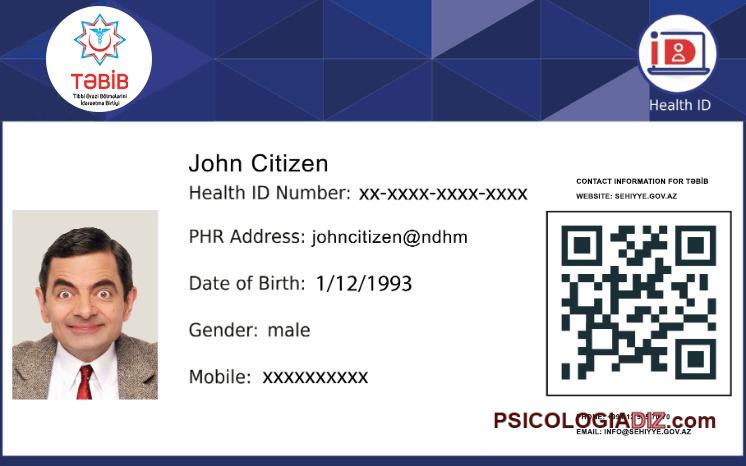 TƏBİB
Tibbi Ərazi Bölmələrini
İdarəetmə Birliyi
iD
Health ID
John Citizen
Health ID Number: xx-xxxx-xxxx-xxxx
PHR Address: johncitizen@ndhm
Date of Birth: 1/12/1993
Gender: male
Mobile: xxxxxxxxxx
CONTACT INFORMATION FOR TƏBİB
WEBSITE: SEHIYYE.GOV.AZ
PHONE:
PSICOLOGIADIZ.com
EMAIL: INFO@SEHIYYE.GOV.AZ